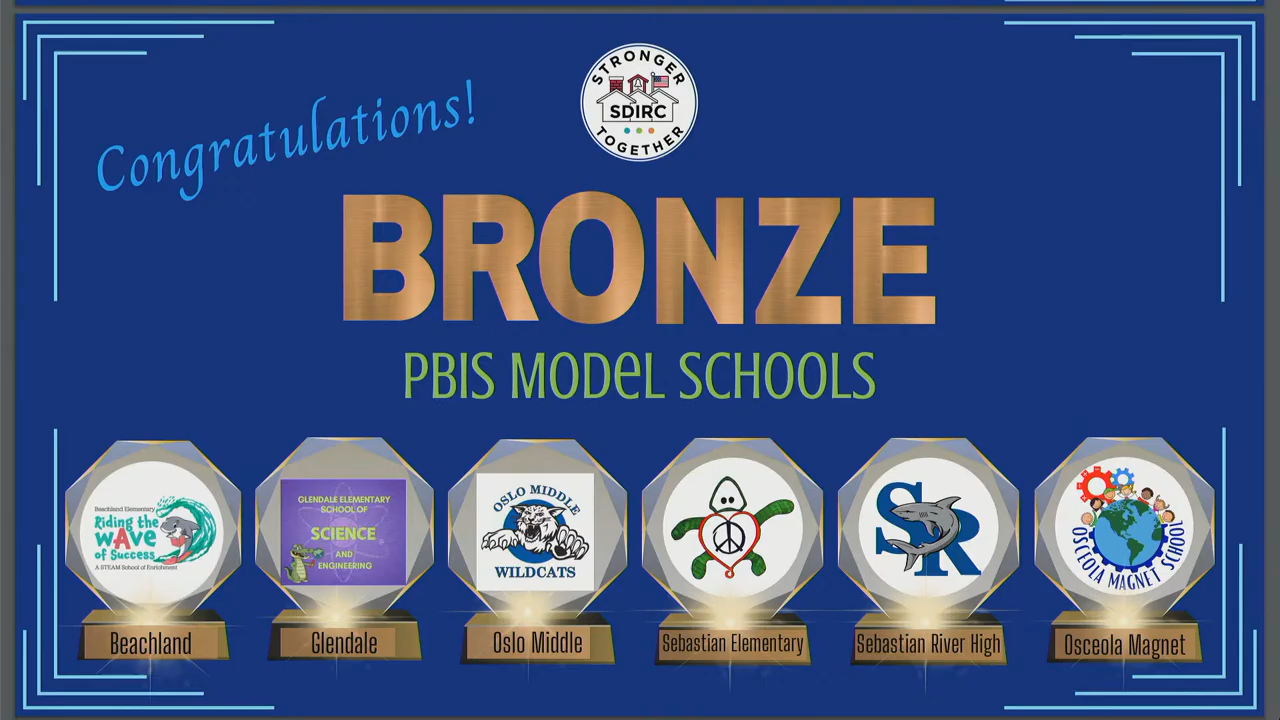 Congratulations!
STRONGER
SDIRC
TOGETHER
BRONZE
PBIS MODEL SCHOOLS
Beachland Elementary
Riding the
wAve
of Success
A STEAM School of Enrichment
GLENDALE ELEMENTARY
SCHOOL OF
SCIENCE
AND
ENGINEERING
OSLO MIDDLE
WILDCATS
SR
OSCEOLA MAGNET SCHOOL
Beachland
Glendale
Oslo Middle
Sebastian Elementary
Sebastian River High
Osceola Magnet